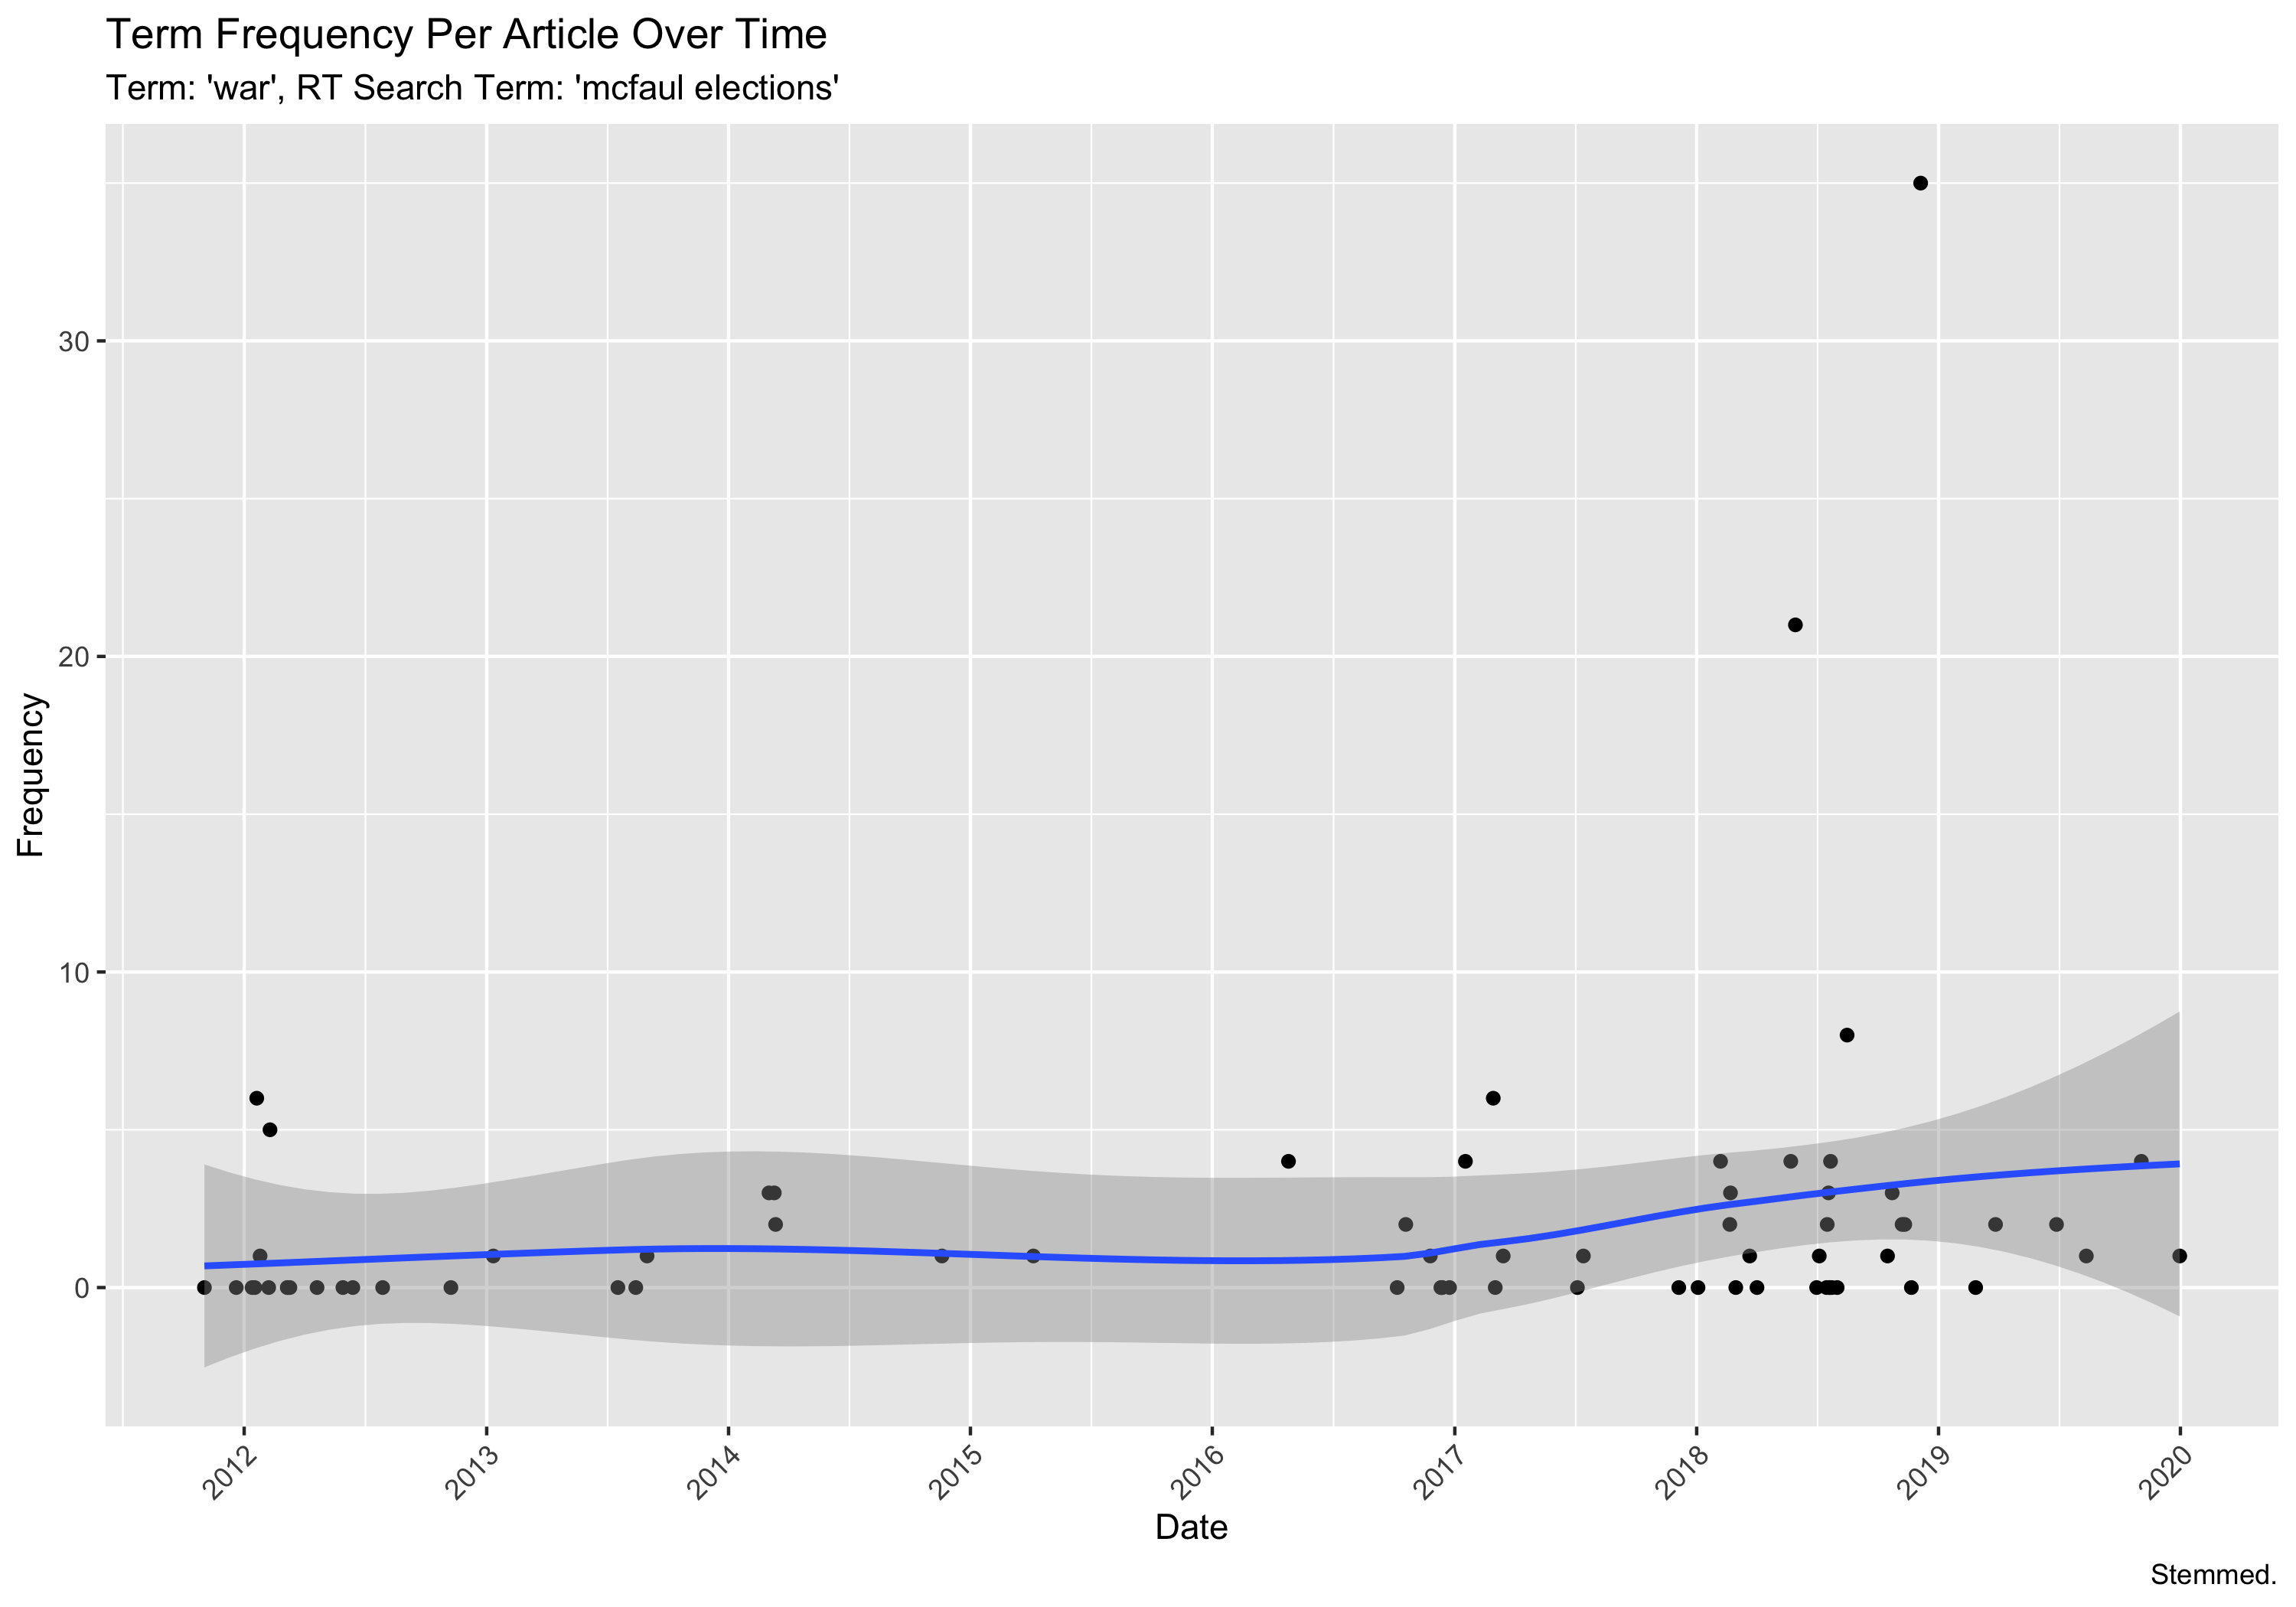 Term Frequency Per Article Over Time
Term: 'war', RT Search Term: 'mcfaul elections'
Frequency
30
20
10
0
2012
2013
2014
2015
2016
2017
2018
2019
2020
Date
Stemmed.